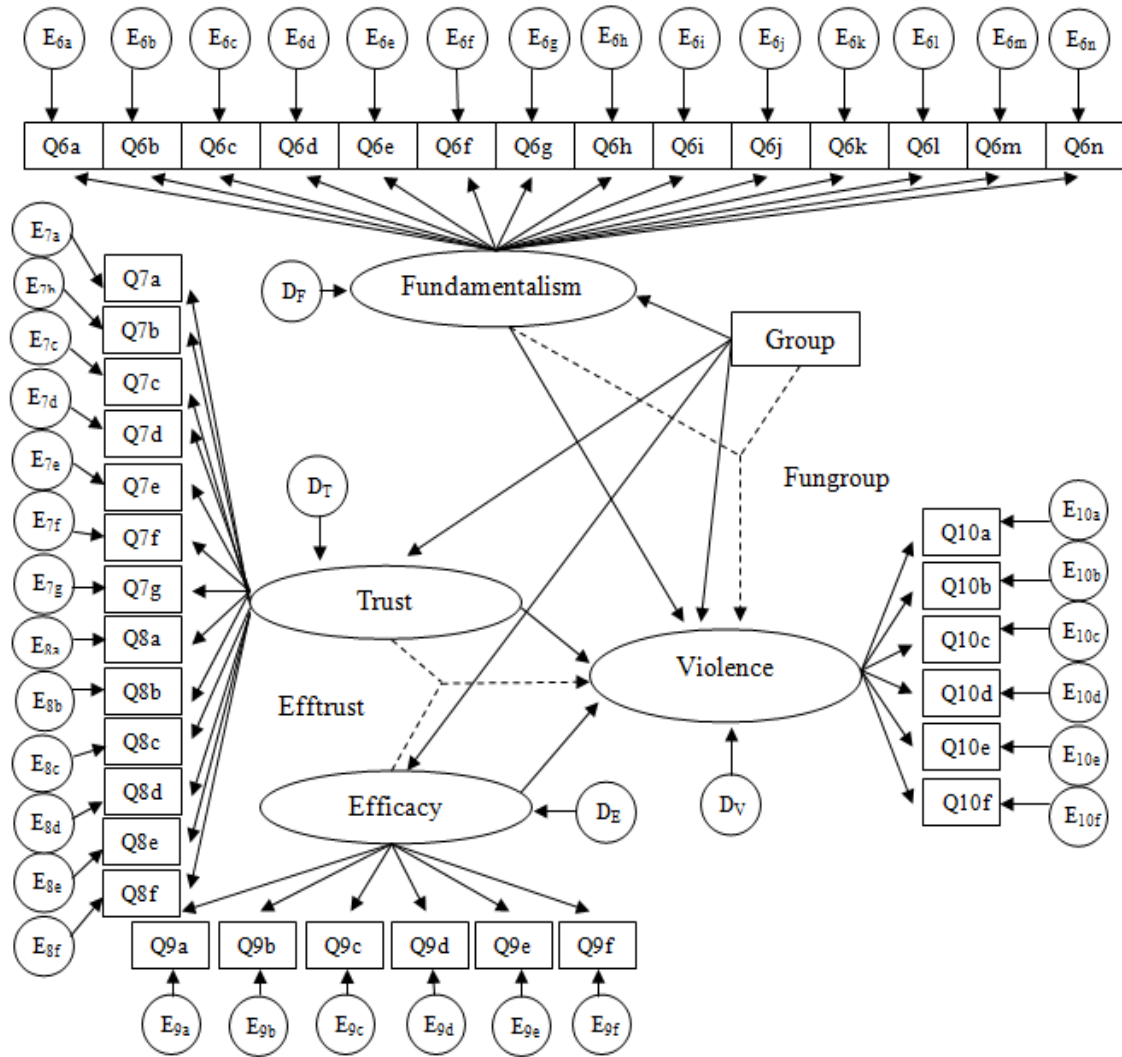 E6a E6b E6c E6d E6e E6f E6g E6h E6i E6j E6k E6l E6m E6n
Q6a Q6b Q6c Q6d Q6e Q6f Q6g Q6h Q6i Q6j Q6k Q6l Q6m Q6n
E7a
Q7a
E7b
Q7b
E7c
Q7c
E7d
Q7d
E7e
Q7e
E7f
Q7f
E7g
Q7g
E8a
Q8a
E8b
Q8b
E8c
Q8c
E8d
Q8d
E8e
Q8e
E8f
Q8f
DF
Fundamentalism
Group
Fungroup
DT
Trust
Efftrust
Violence
Efficacy
DE
DV
Q10a
E10a
Q10b
E10b
Q10c
E10c
Q10d
E10d
Q10e
E10e
Q10f
E10f
Q9a Q9b Q9c Q9d Q9e Q9f
E9a E9b E9c E9d E9e E9f